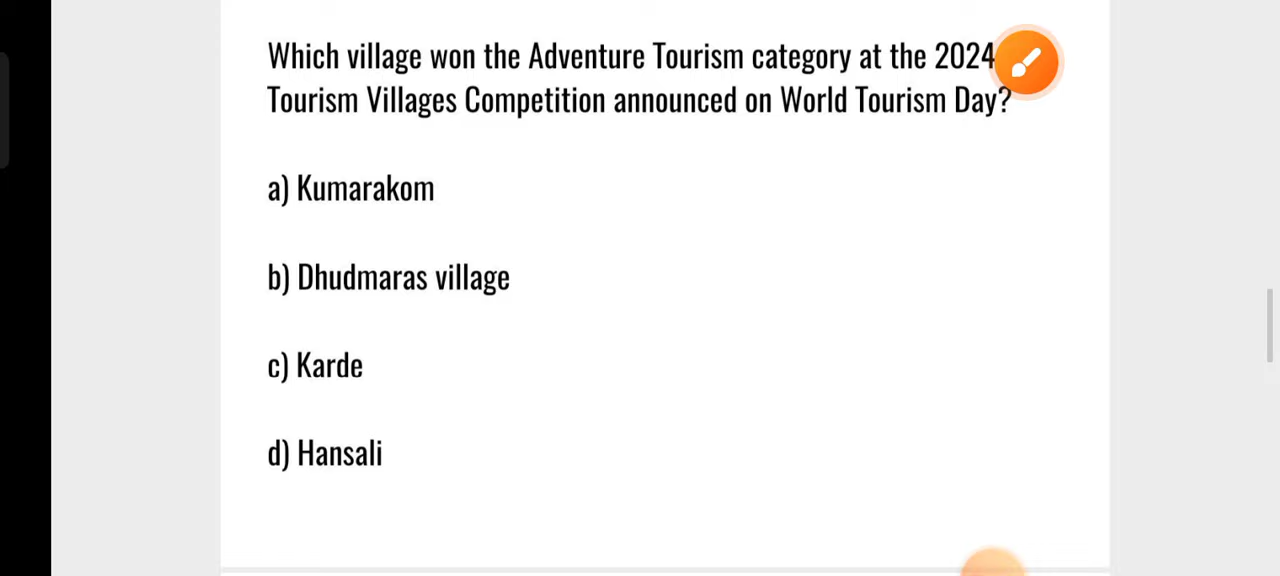 Which village won the Adventure Tourism category at the 2024
Tourism Villages Competition announced on World Tourism Day?
a) Kumarakom
b) Dhudmaras village
c) Karde
d) Hansali